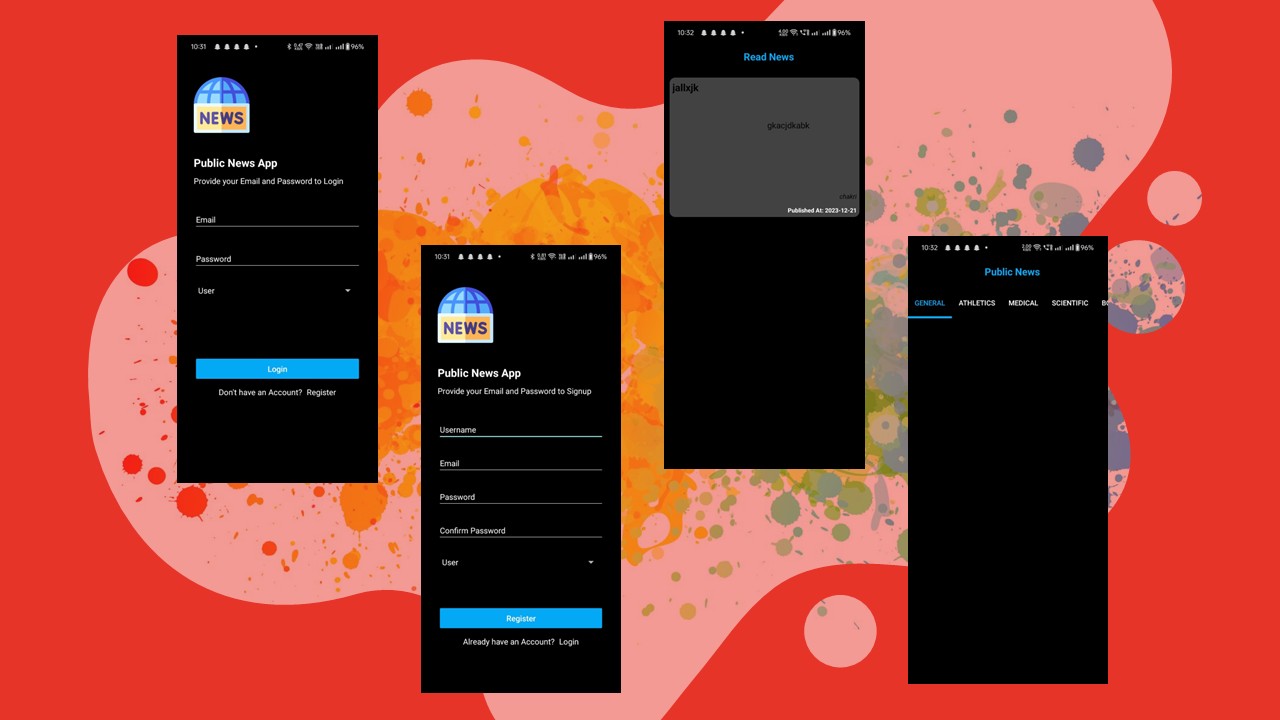 10:31
96%
NEWS
Public News App
Provide your Email and Password to Login
Email
Password
User
Login
Don't have an Account? Register
10:31
96%
NEWS
Public News App
Provide your Email and Password to Signup
Username
Email
Password
Confirm Password
User
Register
Already have an Account? Login
10:32
96%
Read News
jallxjk
gkacjdkabk
Published At: 2023-12-21
10:32
96%
Public News
GENERAL ATHLETICS MEDICAL SCIENTIFIC